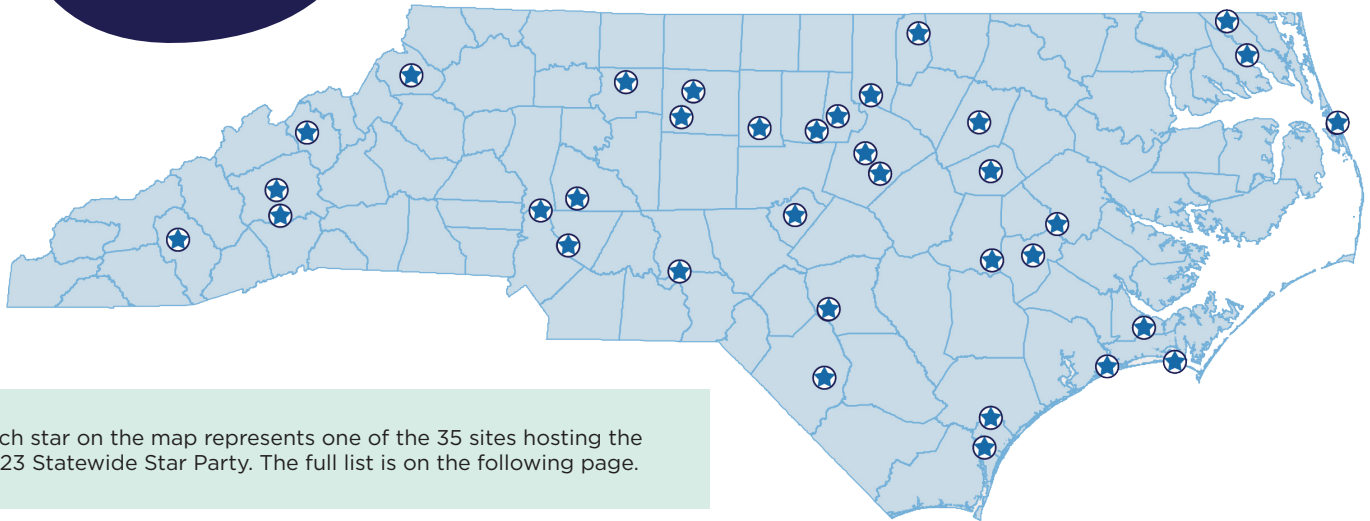 ch star on the map represents one of the 35 sites hosting the
23 Statewide Star Party. The full list is on the following page.